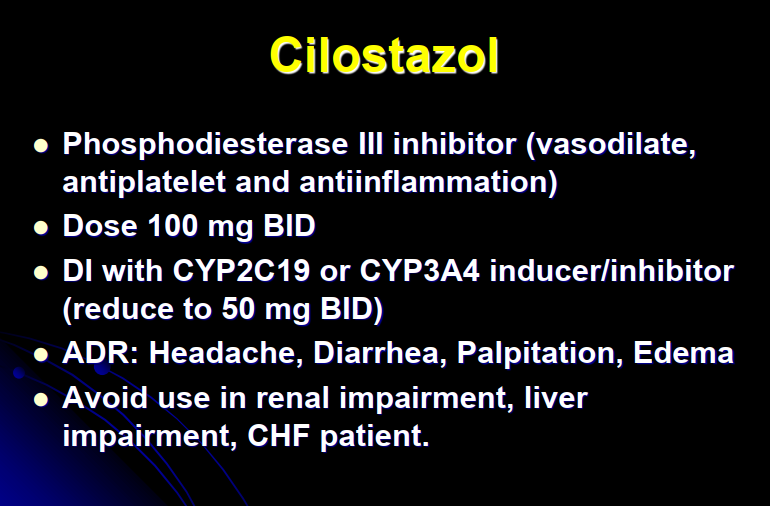 Cilostazol
● Phosphodiesterase III inhibitor (vasodilate,
antiplatelet and antiinflammation)
● Dose 100 mg BID
● DI with CYP2C19 or CYP3A4 inducer/inhibitor
(reduce to 50 mg BID)
● ADR: Headache, Diarrhea, Palpitation, Edema
● Avoid use in renal impairment, liver
impairment, CHF patient.